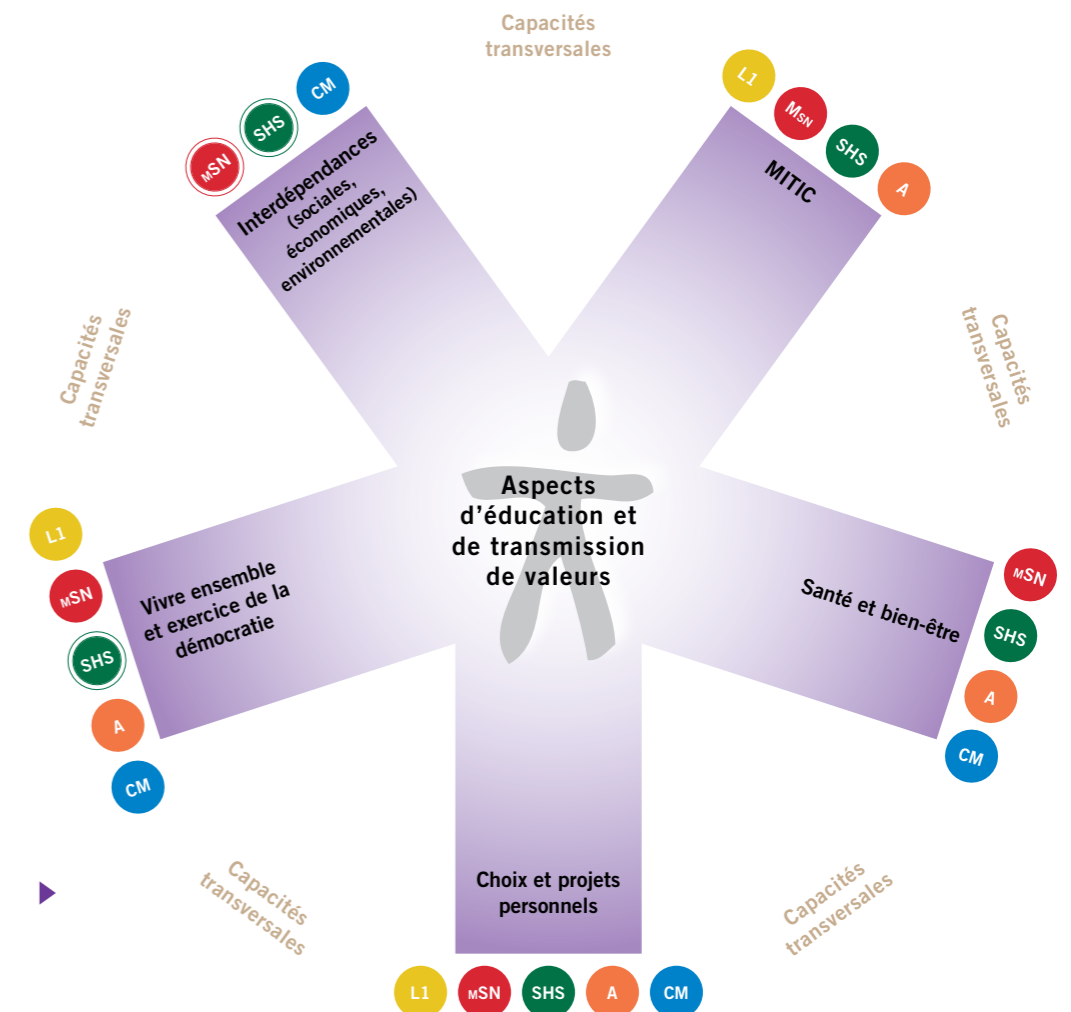 Capacités
transversales
CM
SHS
MSN
Interdépendances
(sociales,
économiques,
environnementales)
L1
MSN
SHS
A
MITIC
Capacités
transversales
Capacités
transversales
Aspects
d'éducation et
de transmission
de valeurs
L1
MSN
SHS
A
CM
Vivre ensemble
et exercice de la
démocratie
Santé et bien-être
MSN
SHS
A
CM
Choix et projets
personnels
Capacités
transversales
Capacités
transversales
L1
MSN
SHS
A
CM